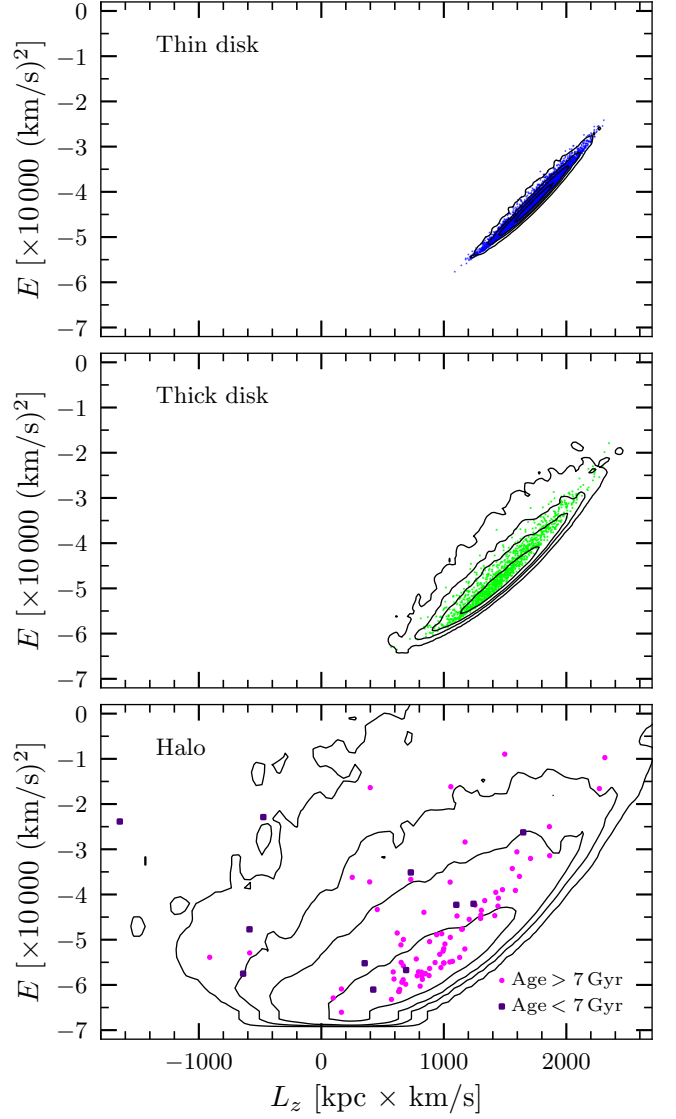 0
−1
−2
−3
−4
−5
−6
−7
E [×10 000 (km/s)²]
Thin disk
0
−1
−2
−3
−4
−5
−6
−7
E [×10 000 (km/s)²]
Thick disk
0
−1
−2
−3
−4
−5
−6
−7
E [×10 000 (km/s)²]
Halo
Age > 7 Gyr
Age < 7 Gyr
−1000 0 1000 2000
L_z [kpc × km/s]